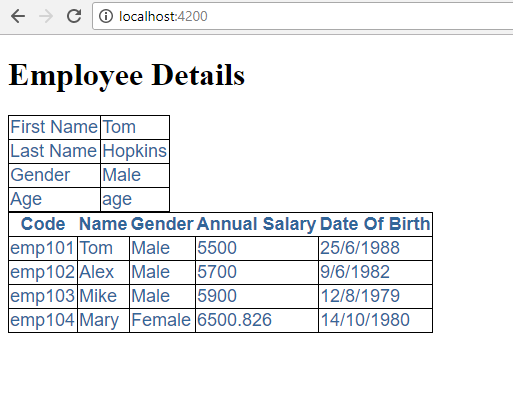 localhost:4200
Employee Details
First Name Tom
Last Name Hopkins
Gender Male
Age age
Code Name Gender Annual Salary Date Of Birth
emp101 Tom Male 5500 25/6/1988
emp102 Alex Male 5700 9/6/1982
emp103 Mike Male 5900 12/8/1979
emp104 Mary Female 6500.826 14/10/1980